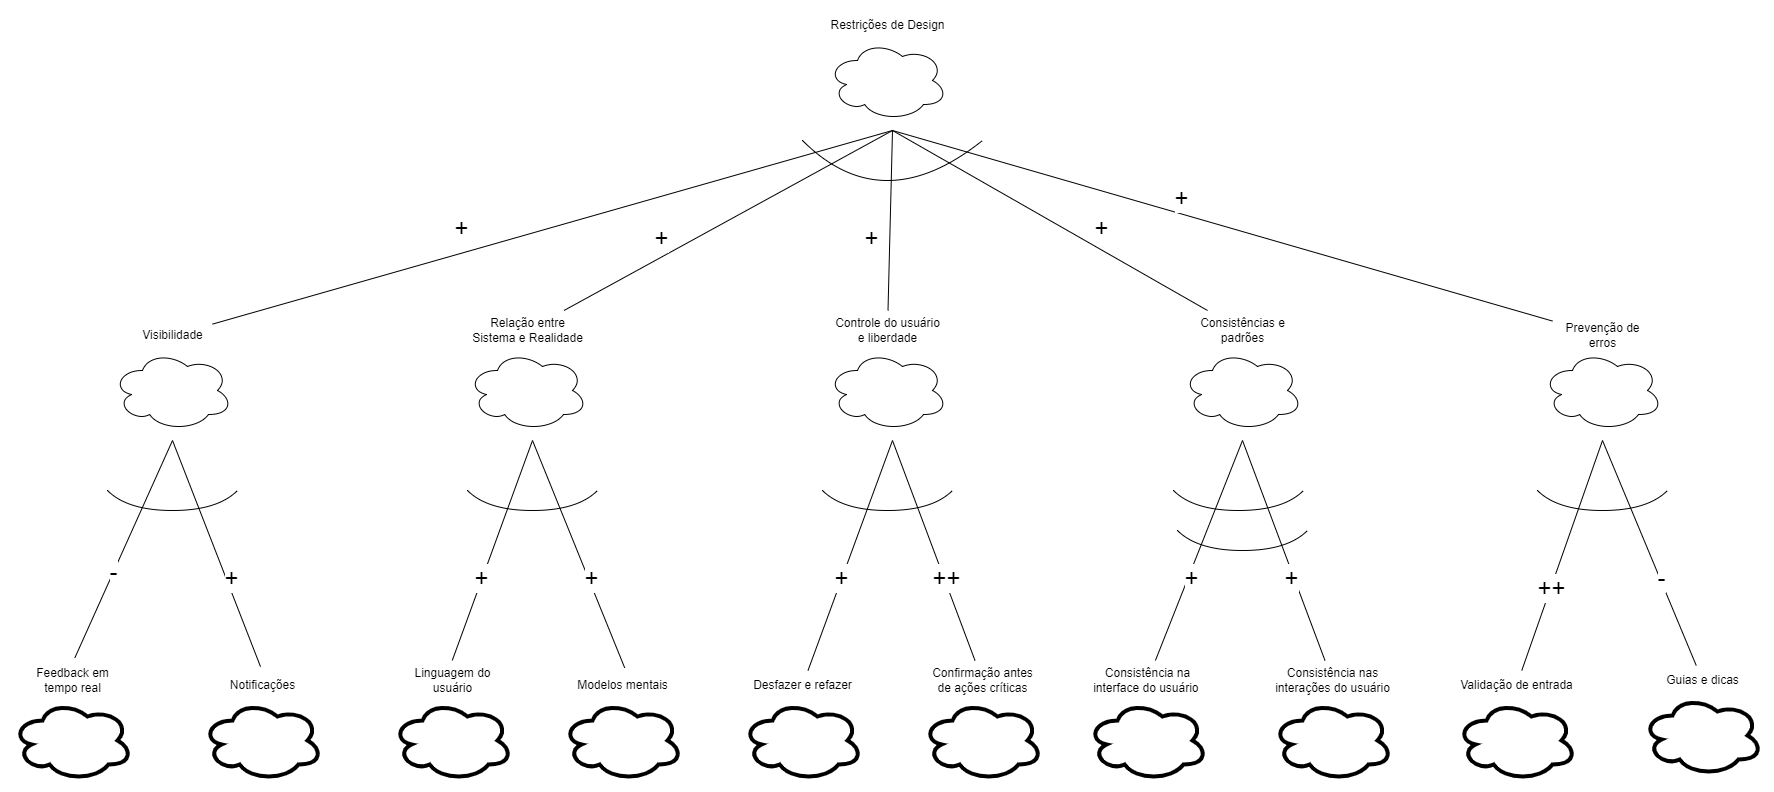 Restrições de Design
+
+
+
+
+
Visibilidade
Relação entre
Sistema e Realidade
Controle do usuário
e liberdade
Consistências e
padrões
Prevenção de
erros
-
+
+
+
+
++
+
+
++
-
Feedback em
tempo real
Notificações
Linguagem do
usuário
Modelos mentais
Desfazer e refazer
Confirmação antes
de ações críticas
Consistência na
interface do usuário
Consistência nas
interações do usuário
Validação de entrada
Guias e dicas